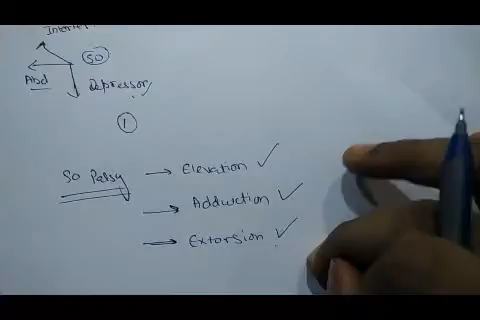 SO
Abd
Depressor
1
SO Palsy → Elevation ✓
→ Adduction ✓
→ Extorsion ✓